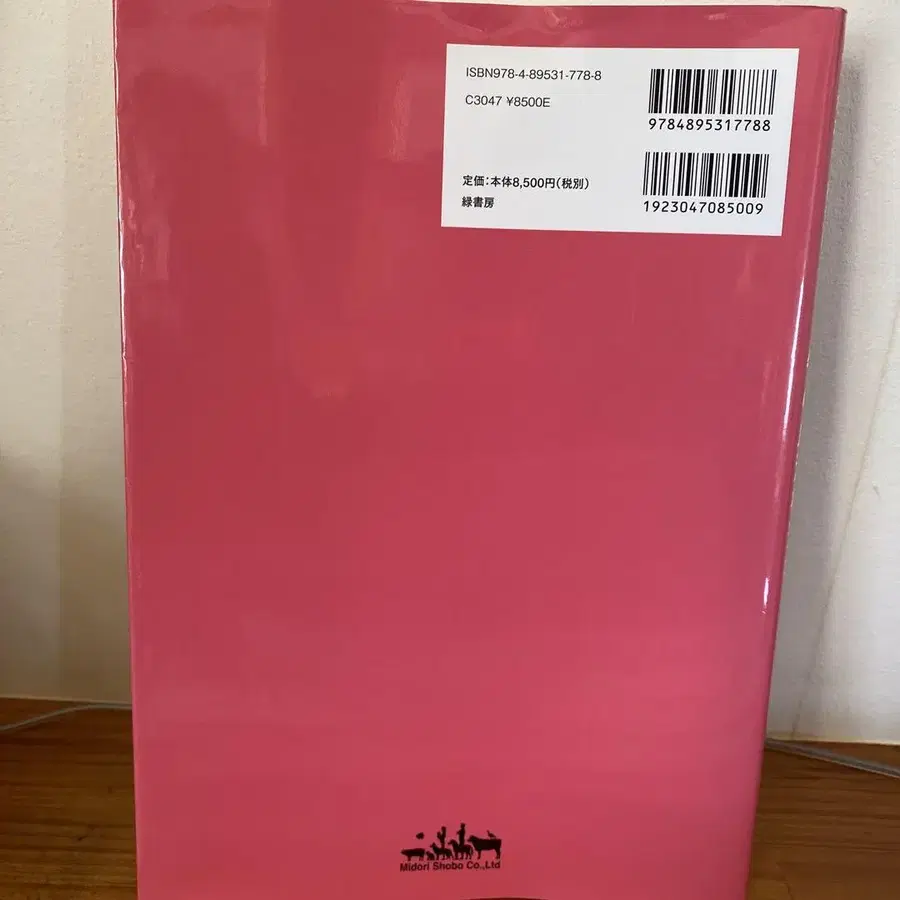 ISBN978-4-89531-778-8
C3047 ¥8500E
9784895317788
定価：本体8,500円（税別）
緑書房
1923047085009
Midori Shobo Co.,Ltd